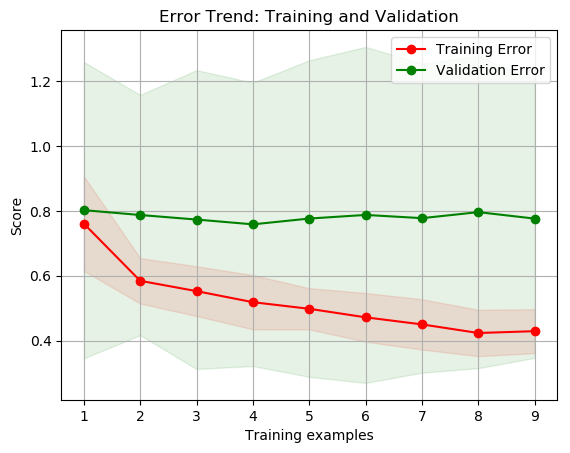 Error Trend: Training and Validation
Training Error
Validation Error
Score
1.2
1.0
0.8
0.6
0.4
1 2 3 4 5 6 7 8 9
Training examples